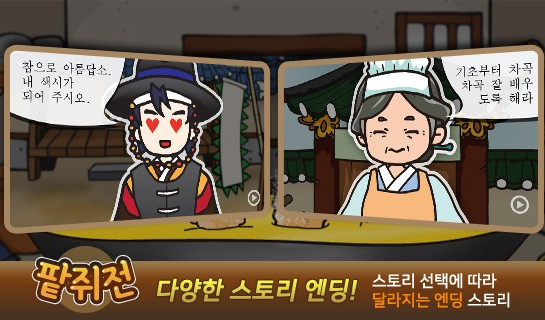 참으로 아름답소.
내 색시가
되어 주시오.
기초부터 차곡
차곡 잘 배우
도록 해라
팥쥐전
다양한 스토리 엔딩!
스토리 선택에 따라
달라지는 엔딩 스토리